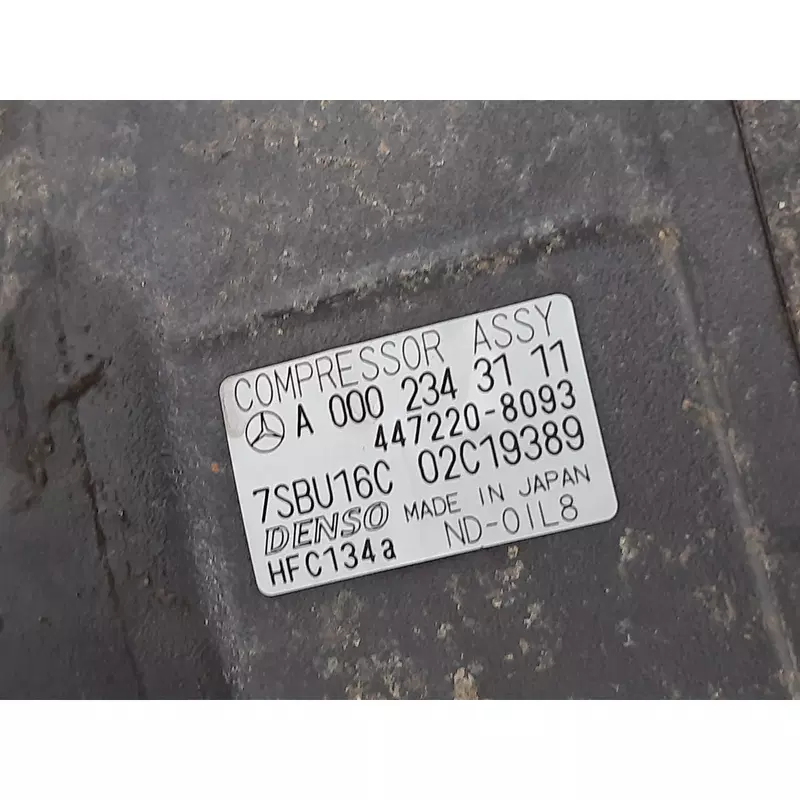 COMPRESSOR ASSY
A 000 234 31 11
447220-8093
7SBU16C 02C19389
DENSO MADE IN JAPAN
HFC134a ND-OIL8